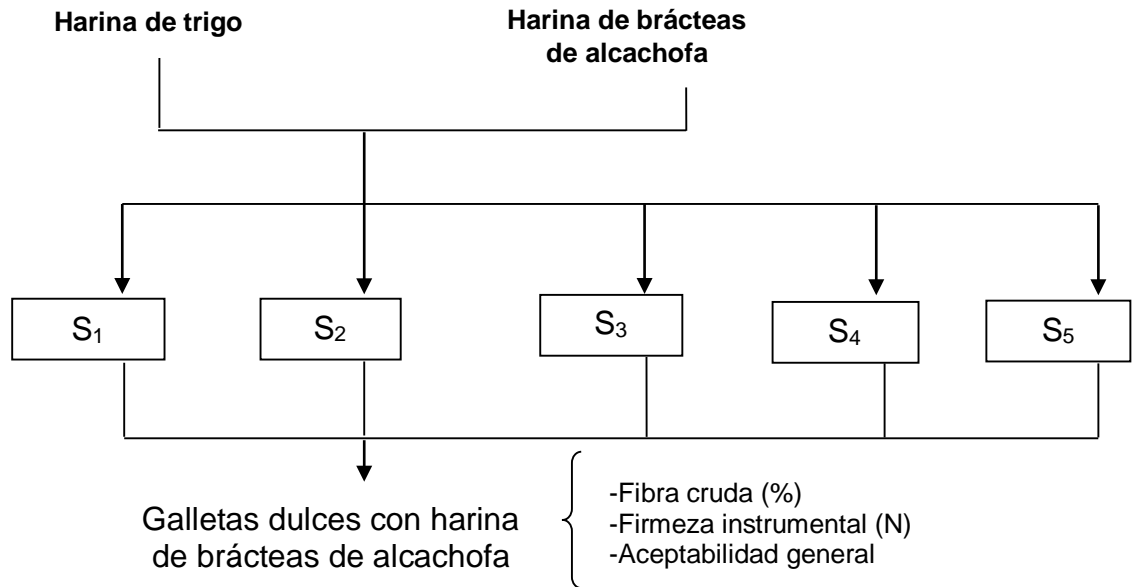 Harina de trigo
Harina de brácteas
de alcachofa
S1
S2
S3
S4
S5
Galletas dulces con harina
de brácteas de alcachofa
-Fibra cruda (%)
-Firmeza instrumental (N)
-Aceptabilidad general